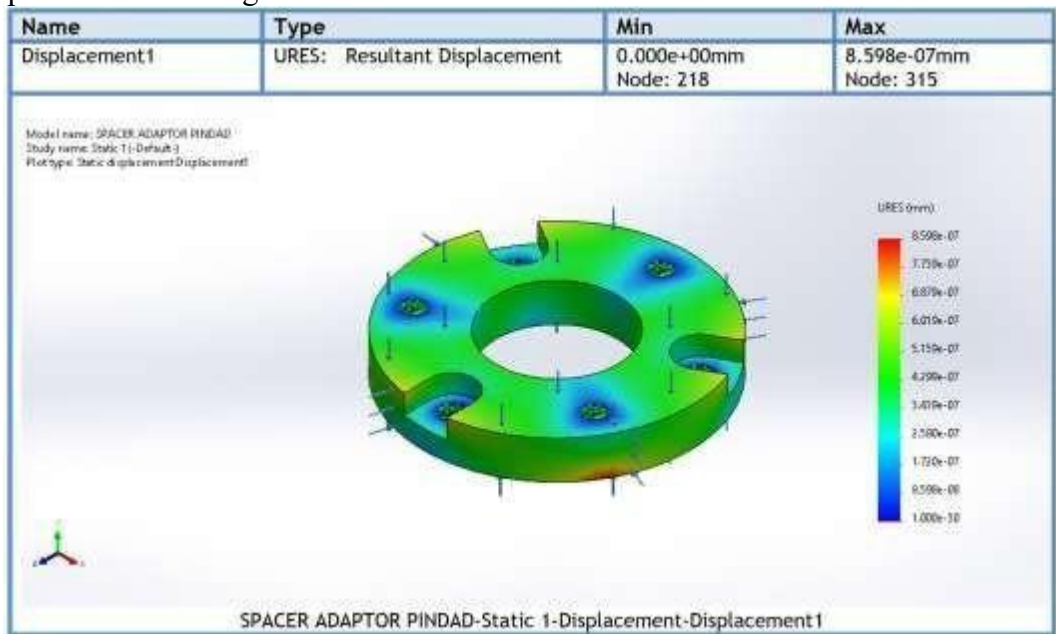 Name Type Min Max
Displacement1 URES: Resultant Displacement 0.000e+00mm 8.598e-07mm
Node: 218 Node: 315
Model name: SPACER ADAPTOR PINDAD
Study name: Static 1(-Default-)
Plot type: Static displacement Displacement1
URES (mm)
8.598e-07
7.738e-07
6.879e-07
6.019e-07
5.159e-07
4.299e-07
3.439e-07
2.580e-07
1.720e-07
8.598e-08
1.000e-30
SPACER ADAPTOR PINDAD-Static 1-Displacement-Displacement1